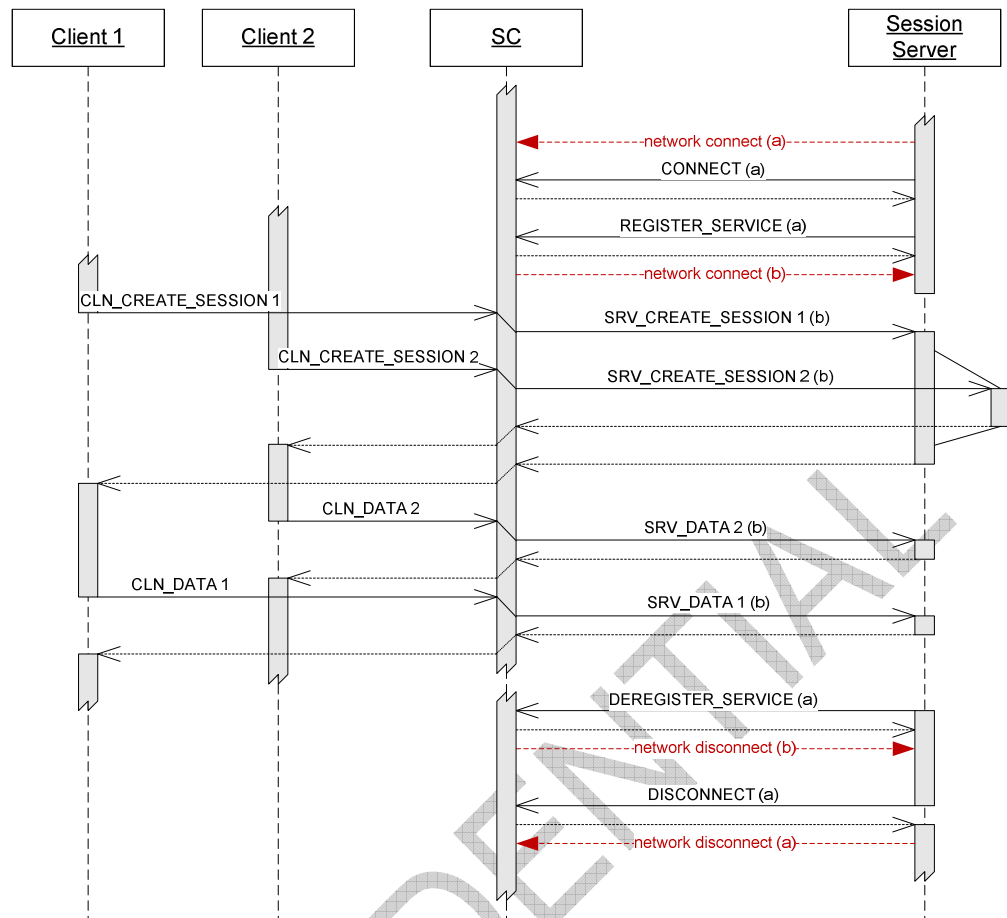 Client 1
Client 2
SC
Session
Server
network connect (a)
CONNECT (a)
REGISTER_SERVICE (a)
network connect (b)
CLN_CREATE_SESSION 1
SRV_CREATE_SESSION 1 (b)
CLN_CREATE_SESSION 2
SRV_CREATE_SESSION 2 (b)
CLN_DATA 2
SRV_DATA 2 (b)
CLN_DATA 1
SRV_DATA 1 (b)
DEREGISTER_SERVICE (a)
network disconnect (b)
DISCONNECT (a)
network disconnect (a)
DENTIAL